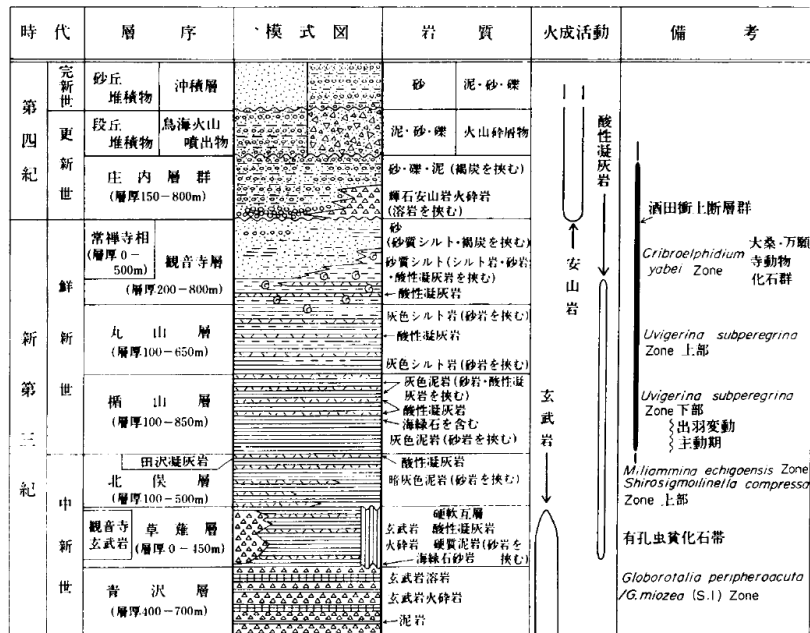 時代
層序
模式図
岩質
火成活動
備考
第四紀
完新世
砂丘
堆積物
沖積層
砂
泥・砂・礫
更新世
段丘
堆積物
鳥海火山
噴出物
泥・砂・礫
火山砕屑物
庄内層群
(層厚150-800m)
砂・礫・泥(褐炭を挟む)
輝石安山岩火砕岩
(溶岩を挟む)
新第三紀
鮮新世
常禅寺相
(層厚0-
500m)
観音寺層
(層厚200-800m)
砂
(砂質シルト・褐炭を挟む)
砂質シルト(シルト岩・砂岩
・酸性凝灰岩を挟む)
酸性凝灰岩
丸山層
(層厚100-650m)
灰色シルト岩(砂岩を挟む)
酸性凝灰岩
灰色シルト岩(砂岩を挟む)
楯山層
(層厚100-850m)
灰色泥岩(砂岩・酸性凝
灰岩を挟む)
酸性凝灰岩
海緑石を含む
灰色泥岩(砂岩を挟む)
中新世
田沢凝灰岩
北俣層
(層厚100-500m)
酸性凝灰岩
暗灰色泥岩(砂岩を挟む)
観音寺
玄武岩
草薙層
(層厚0-450m)
硬軟互層
玄武岩 酸性凝灰岩
火砕岩 硬質泥岩(砂岩を
挟む)
海緑石砂岩
青沢層
(層厚400-700m)
玄武岩溶岩
玄武岩火砕岩
泥岩
酸性凝灰岩
安山岩
玄武岩
酒田衝上断層群
Cribroelphidium
yabei Zone
大桑・万願
寺動物
化石群
Uvigerina subperegrina
Zone 上部
Uvigerina subperegrina
Zone 下部
出羽変動
主動期
Miliammina echigoensis Zone
Shirosigmoilinella compressa
Zone 上部
有孔虫貧化石帯
Globorotalia peripheroacuta
/G.miozea (S.l) Zone